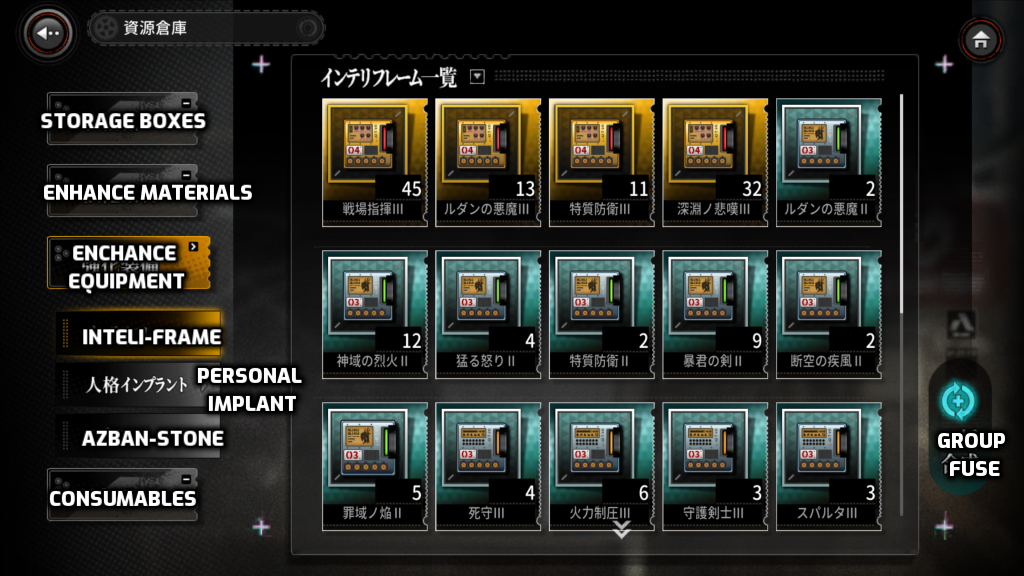 資源倉庫
STORAGE BOXES
ENHANCE MATERIALS
ENCHANCE
EQUIPMENT
INTELI-FRAME
人格インプラント
PERSONAL
IMPLANT
AZBAN-STONE
CONSUMABLES
インテリフレーム一覧
04 04 04 04 03
45 13 11 32 2
戦場指揮III ルダンの悪魔III 特質防衛III 深淵ノ悲嘆III ルダンの悪魔II
03 03 03 03 03
12 4 2 9 2
神域の烈火II 猛る怒りII 特質防衛II 暴君の剣II 断空の疾風II
03 03 03 03 03
5 4 6 3 3
罪域ノ焔II 死守III 火力制圧III 守護剣士III スパルタIII
GROUP
FUSE